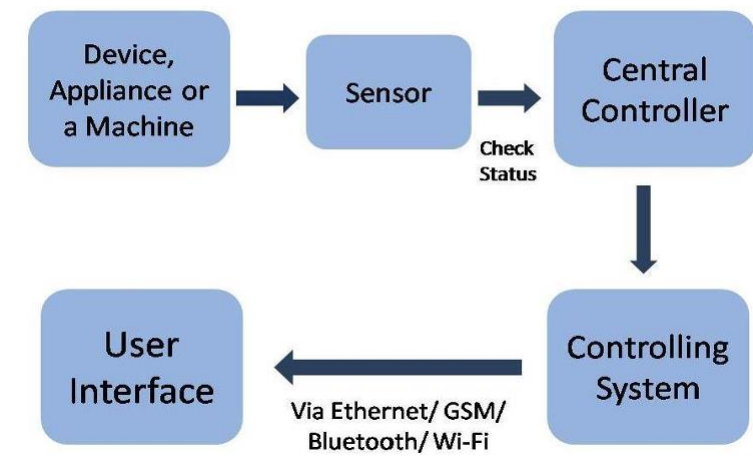 Device,
Appliance or
a Machine
Sensor
Check
Status
Central
Controller
Controlling
System
Via Ethernet/ GSM/
Bluetooth/ Wi-Fi
User
Interface